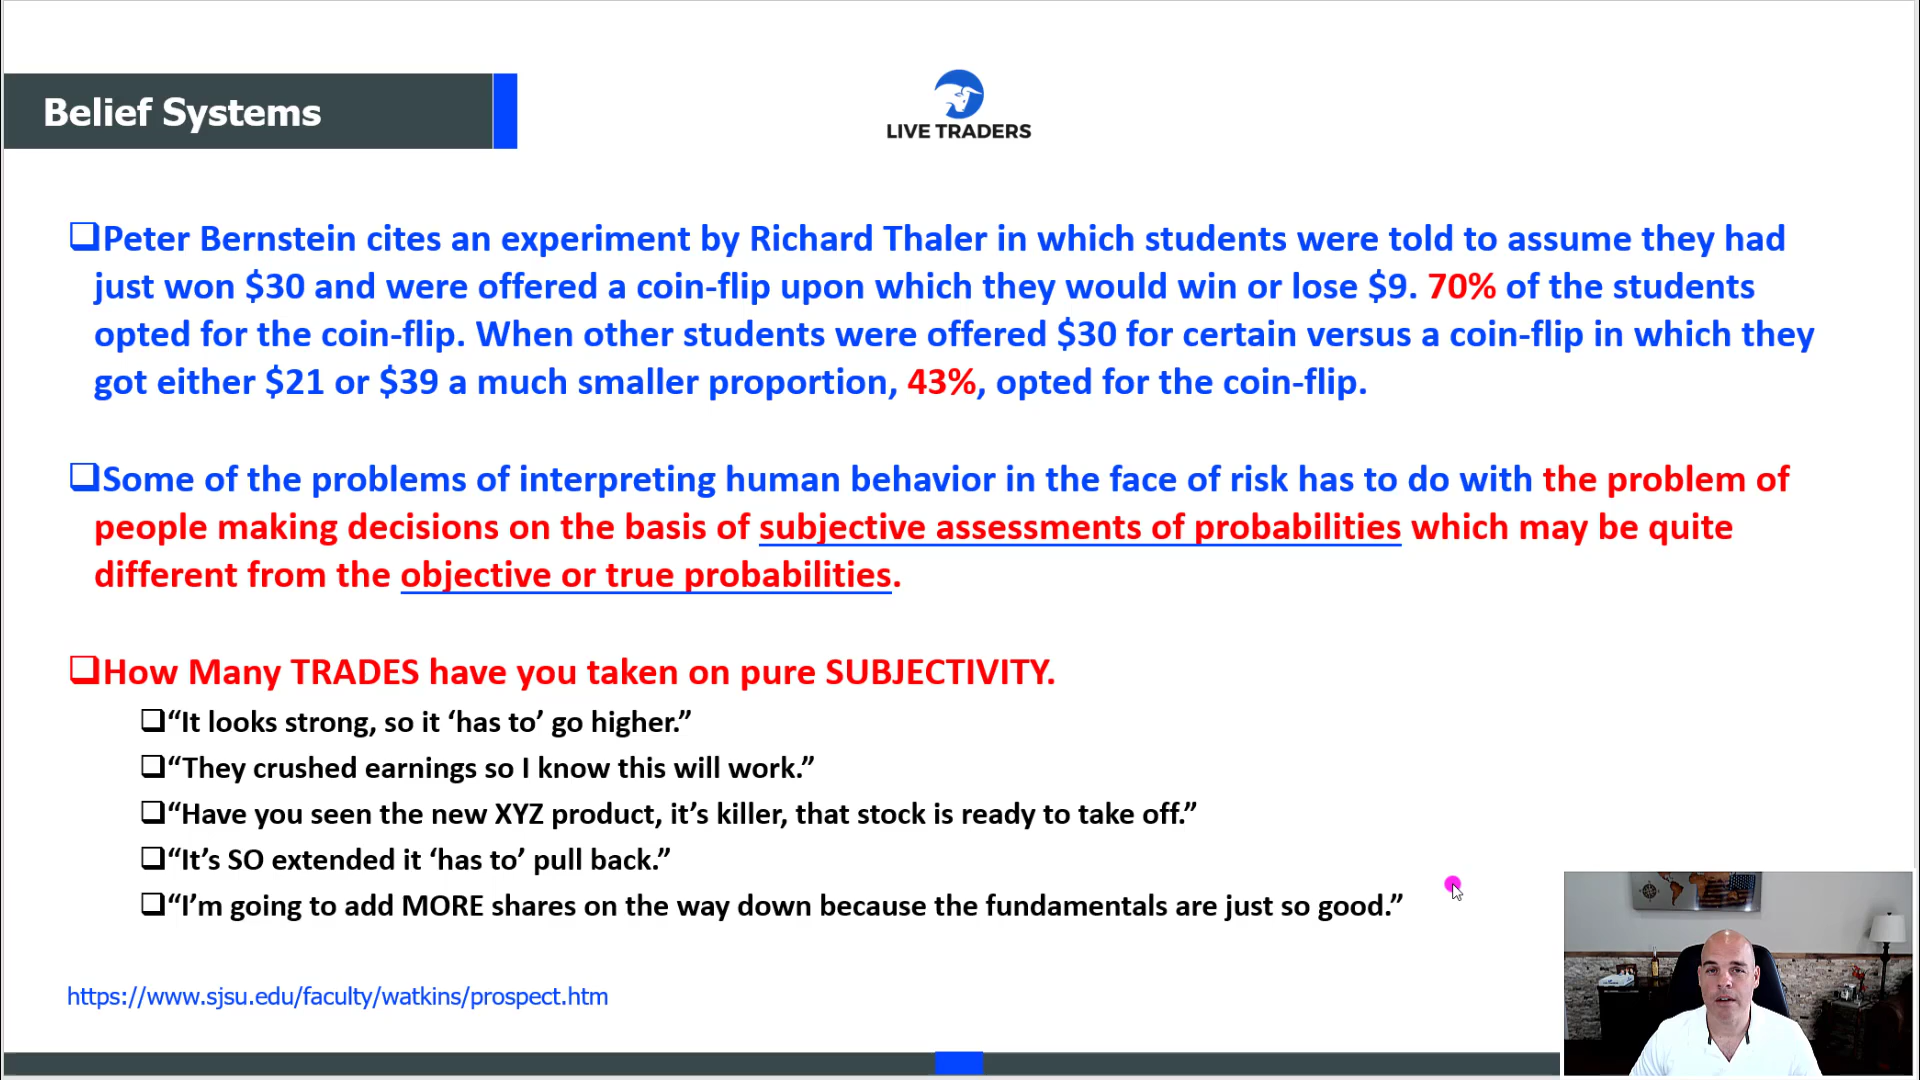 Belief Systems
LIVE TRADERS
❑Peter Bernstein cites an experiment by Richard Thaler in which students were told to assume they had
just won $30 and were offered a coin-flip upon which they would win or lose $9. 70% of the students
opted for the coin-flip. When other students were offered $30 for certain versus a coin-flip in which they
got either $21 or $39 a much smaller proportion, 43%, opted for the coin-flip.
❑Some of the problems of interpreting human behavior in the face of risk has to do with the problem of
people making decisions on the basis of subjective assessments of probabilities which may be quite
different from the objective or true probabilities.
❑How Many TRADES have you taken on pure SUBJECTIVITY.
❑“It looks strong, so it ‘has to’ go higher.”
❑“They crushed earnings so I know this will work.”
❑“Have you seen the new XYZ product, it’s killer, that stock is ready to take off.”
❑“It’s SO extended it ‘has to’ pull back.”
❑“I’m going to add MORE shares on the way down because the fundamentals are just so good.”
https://www.sjsu.edu/faculty/watkins/prospect.htm